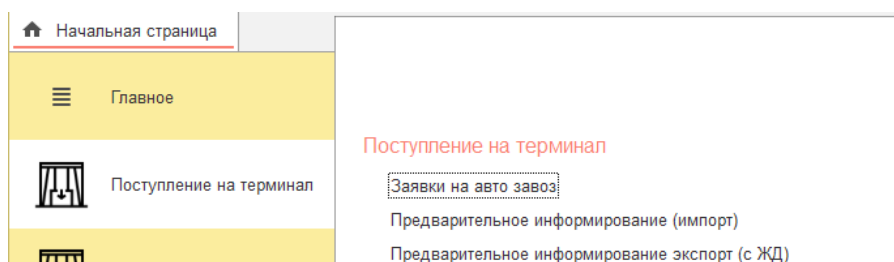 Начальная страница
Главное
Поступление на терминал
Поступление на терминал
Заявки на авто завоз
Предварительное информирование (импорт)
Предварительное информирование экспорт (с ЖД)